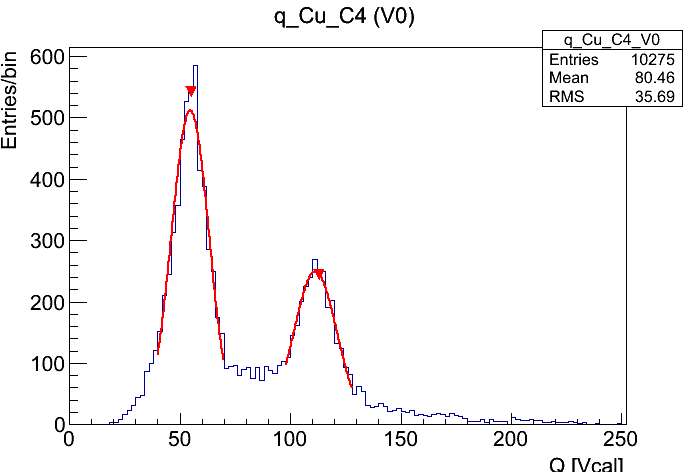 q_Cu_C4 (V0)
q_Cu_C4_V0
Entries 10275
Mean 80.46
RMS 35.69
Entries/bin
600
500
400
300
200
100
0
0 50 100 150 200 250
Q [Vcal]